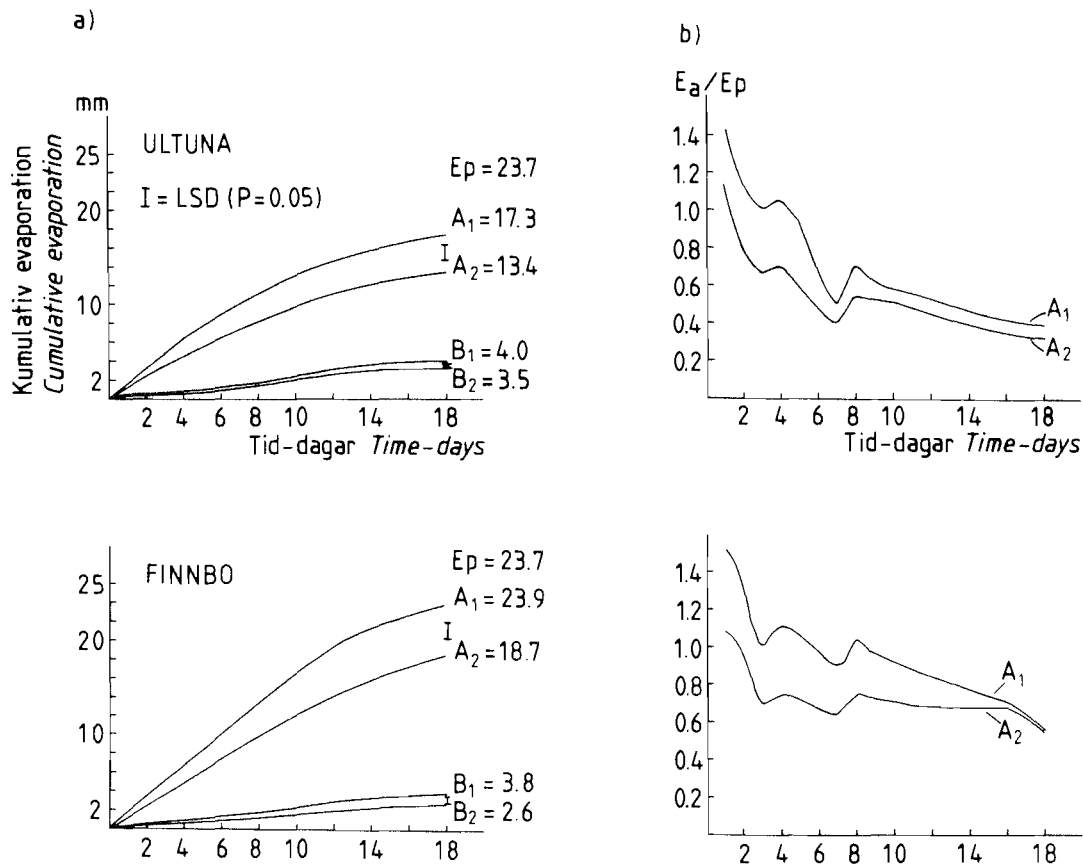 a)
mm
Kumulativ evaporation
Cumulative evaporation
ULTUNA
I = LSD (P=0.05)
Ep = 23.7
A1 = 17.3
I A2 = 13.4
B1 = 4.0
B2 = 3.5
25
20
10
2
2 4 6 8 10 14 18
Tid-dagar Time-days
b)
Ea/Ep
1.4
1.2
1.0
0.8
0.6
0.4
0.2
A1
A2
2 4 6 8 10 14 18
Tid-dagar Time-days
FINNBO
Ep = 23.7
A1 = 23.9
I
A2 = 18.7
B1 = 3.8
B2 = 2.6
25
20
10
2
2 4 6 8 10 14 18
1.4
1.2
1.0
0.8
0.6
0.4
0.2
A1
A2
2 4 6 8 10 14 18